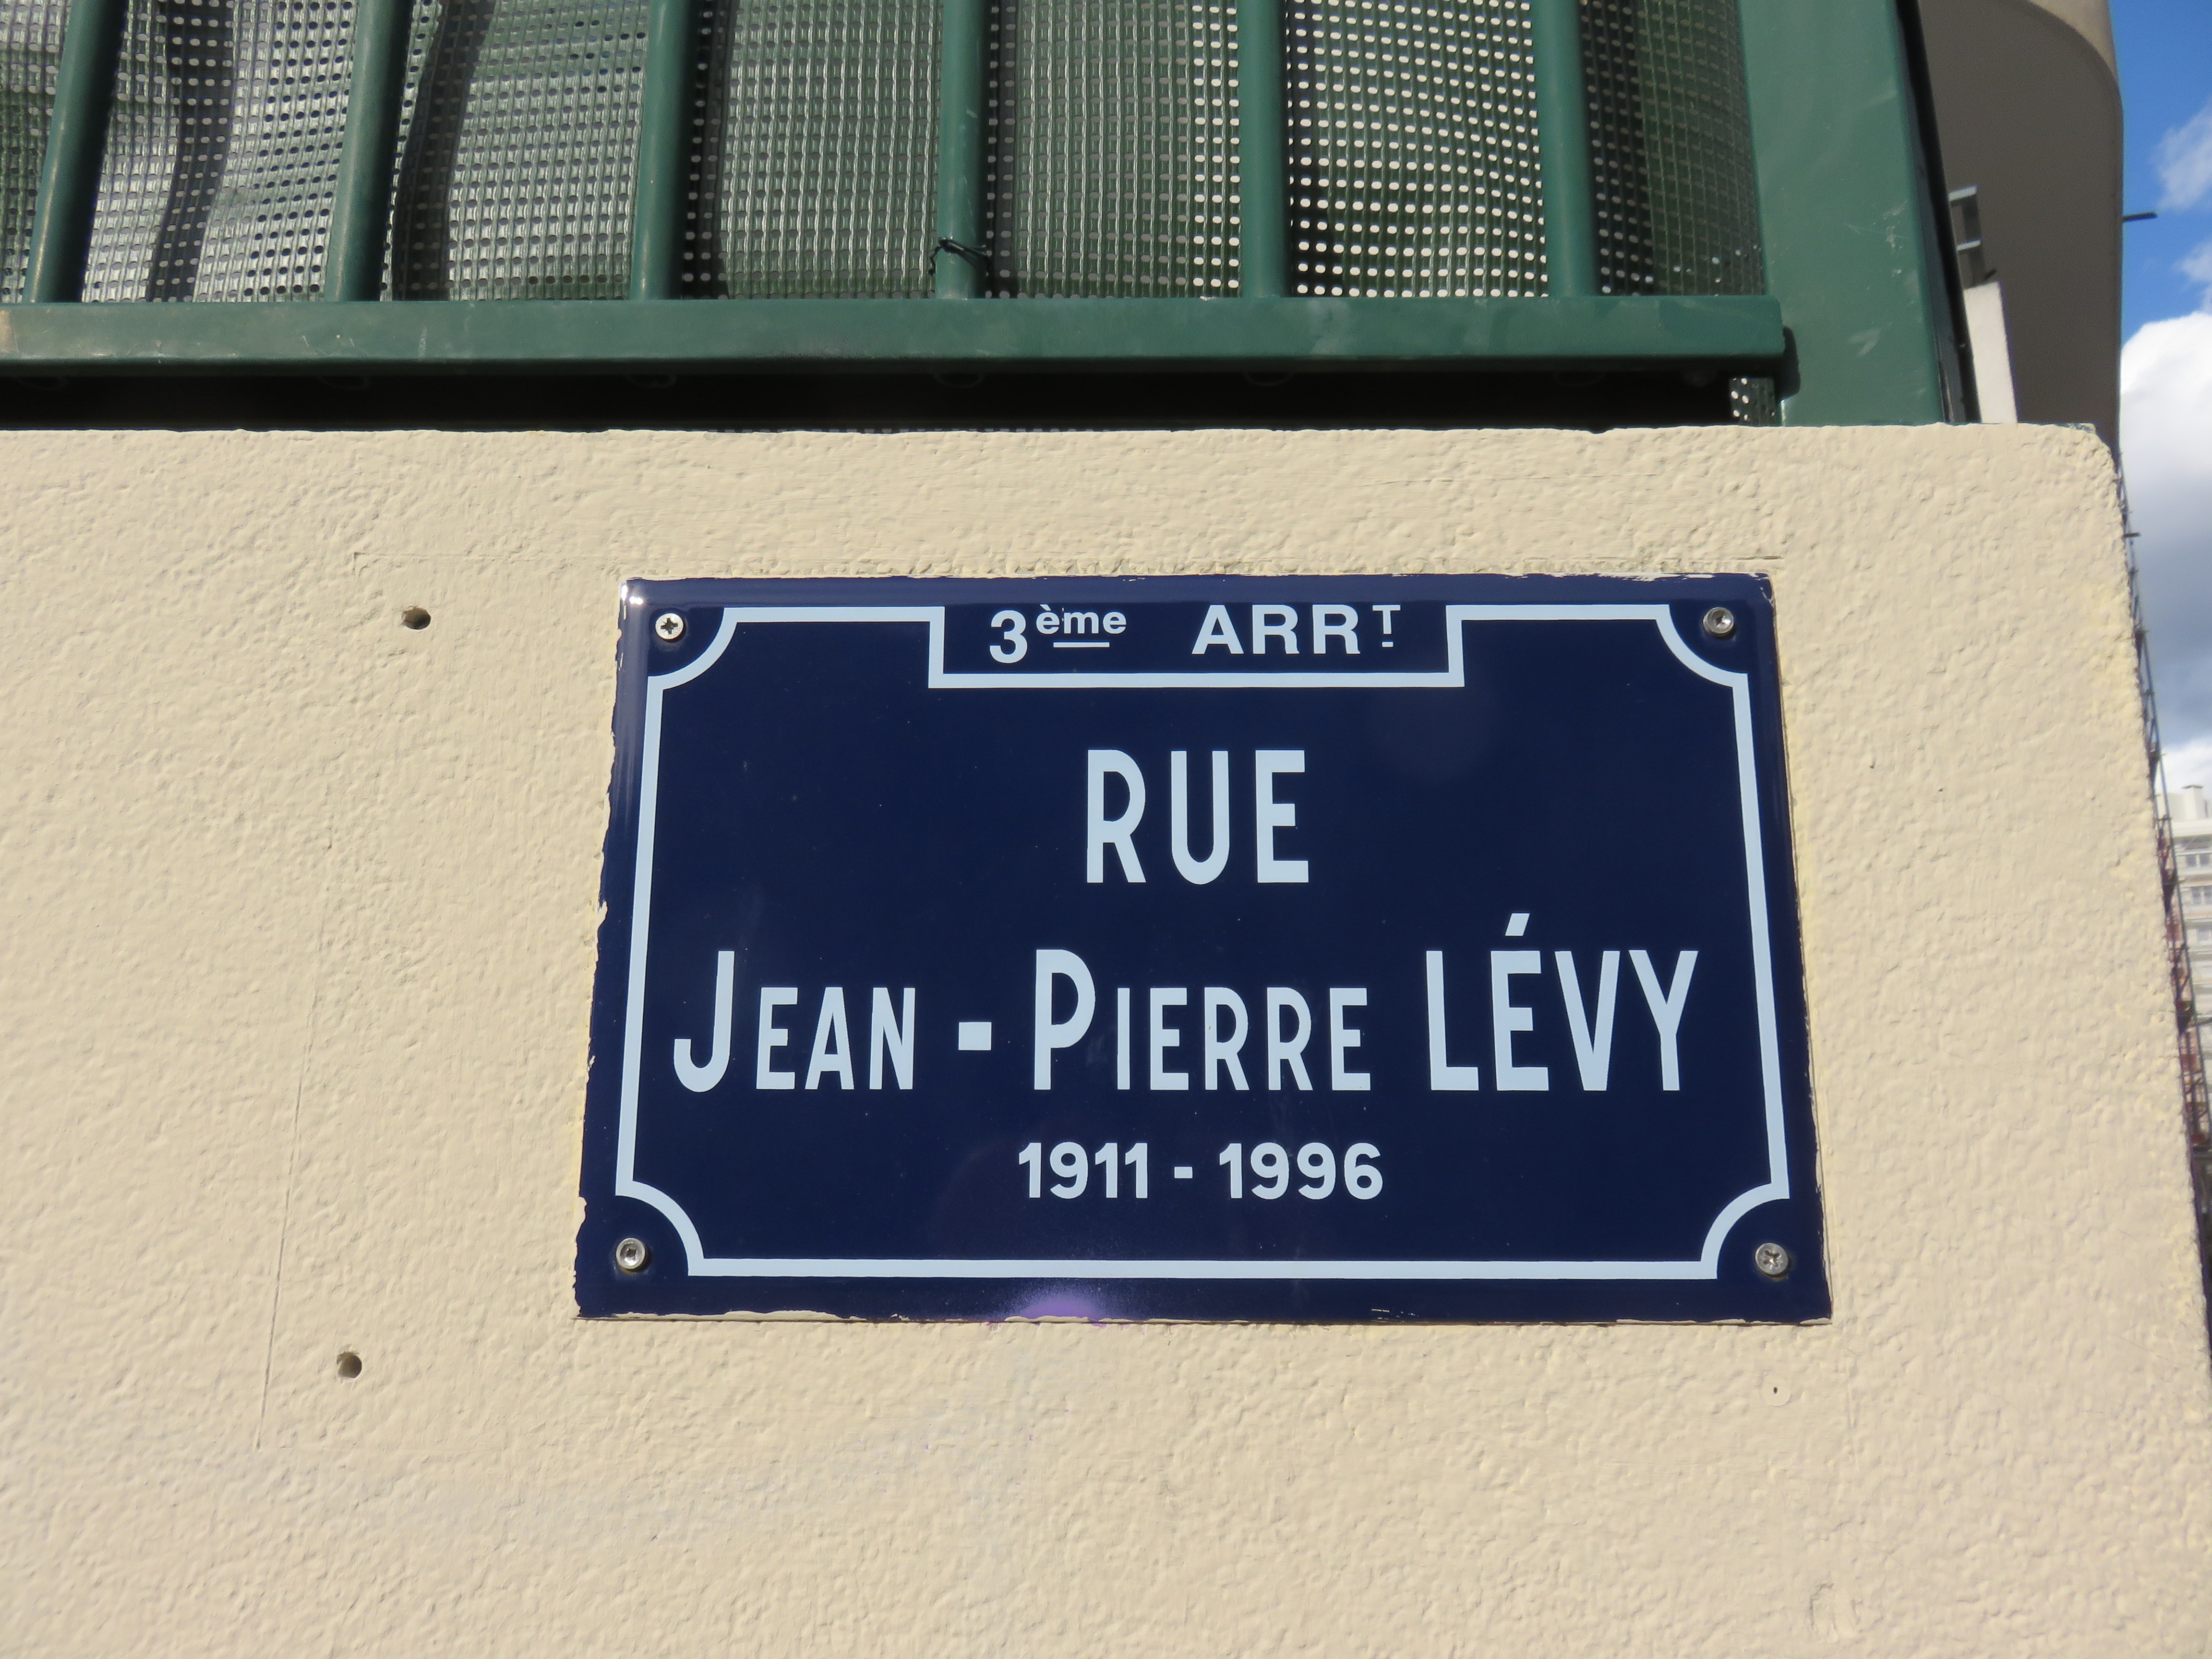 3ème ARRT
RUE
JEAN - PIERRE LÉVY
1911 - 1996